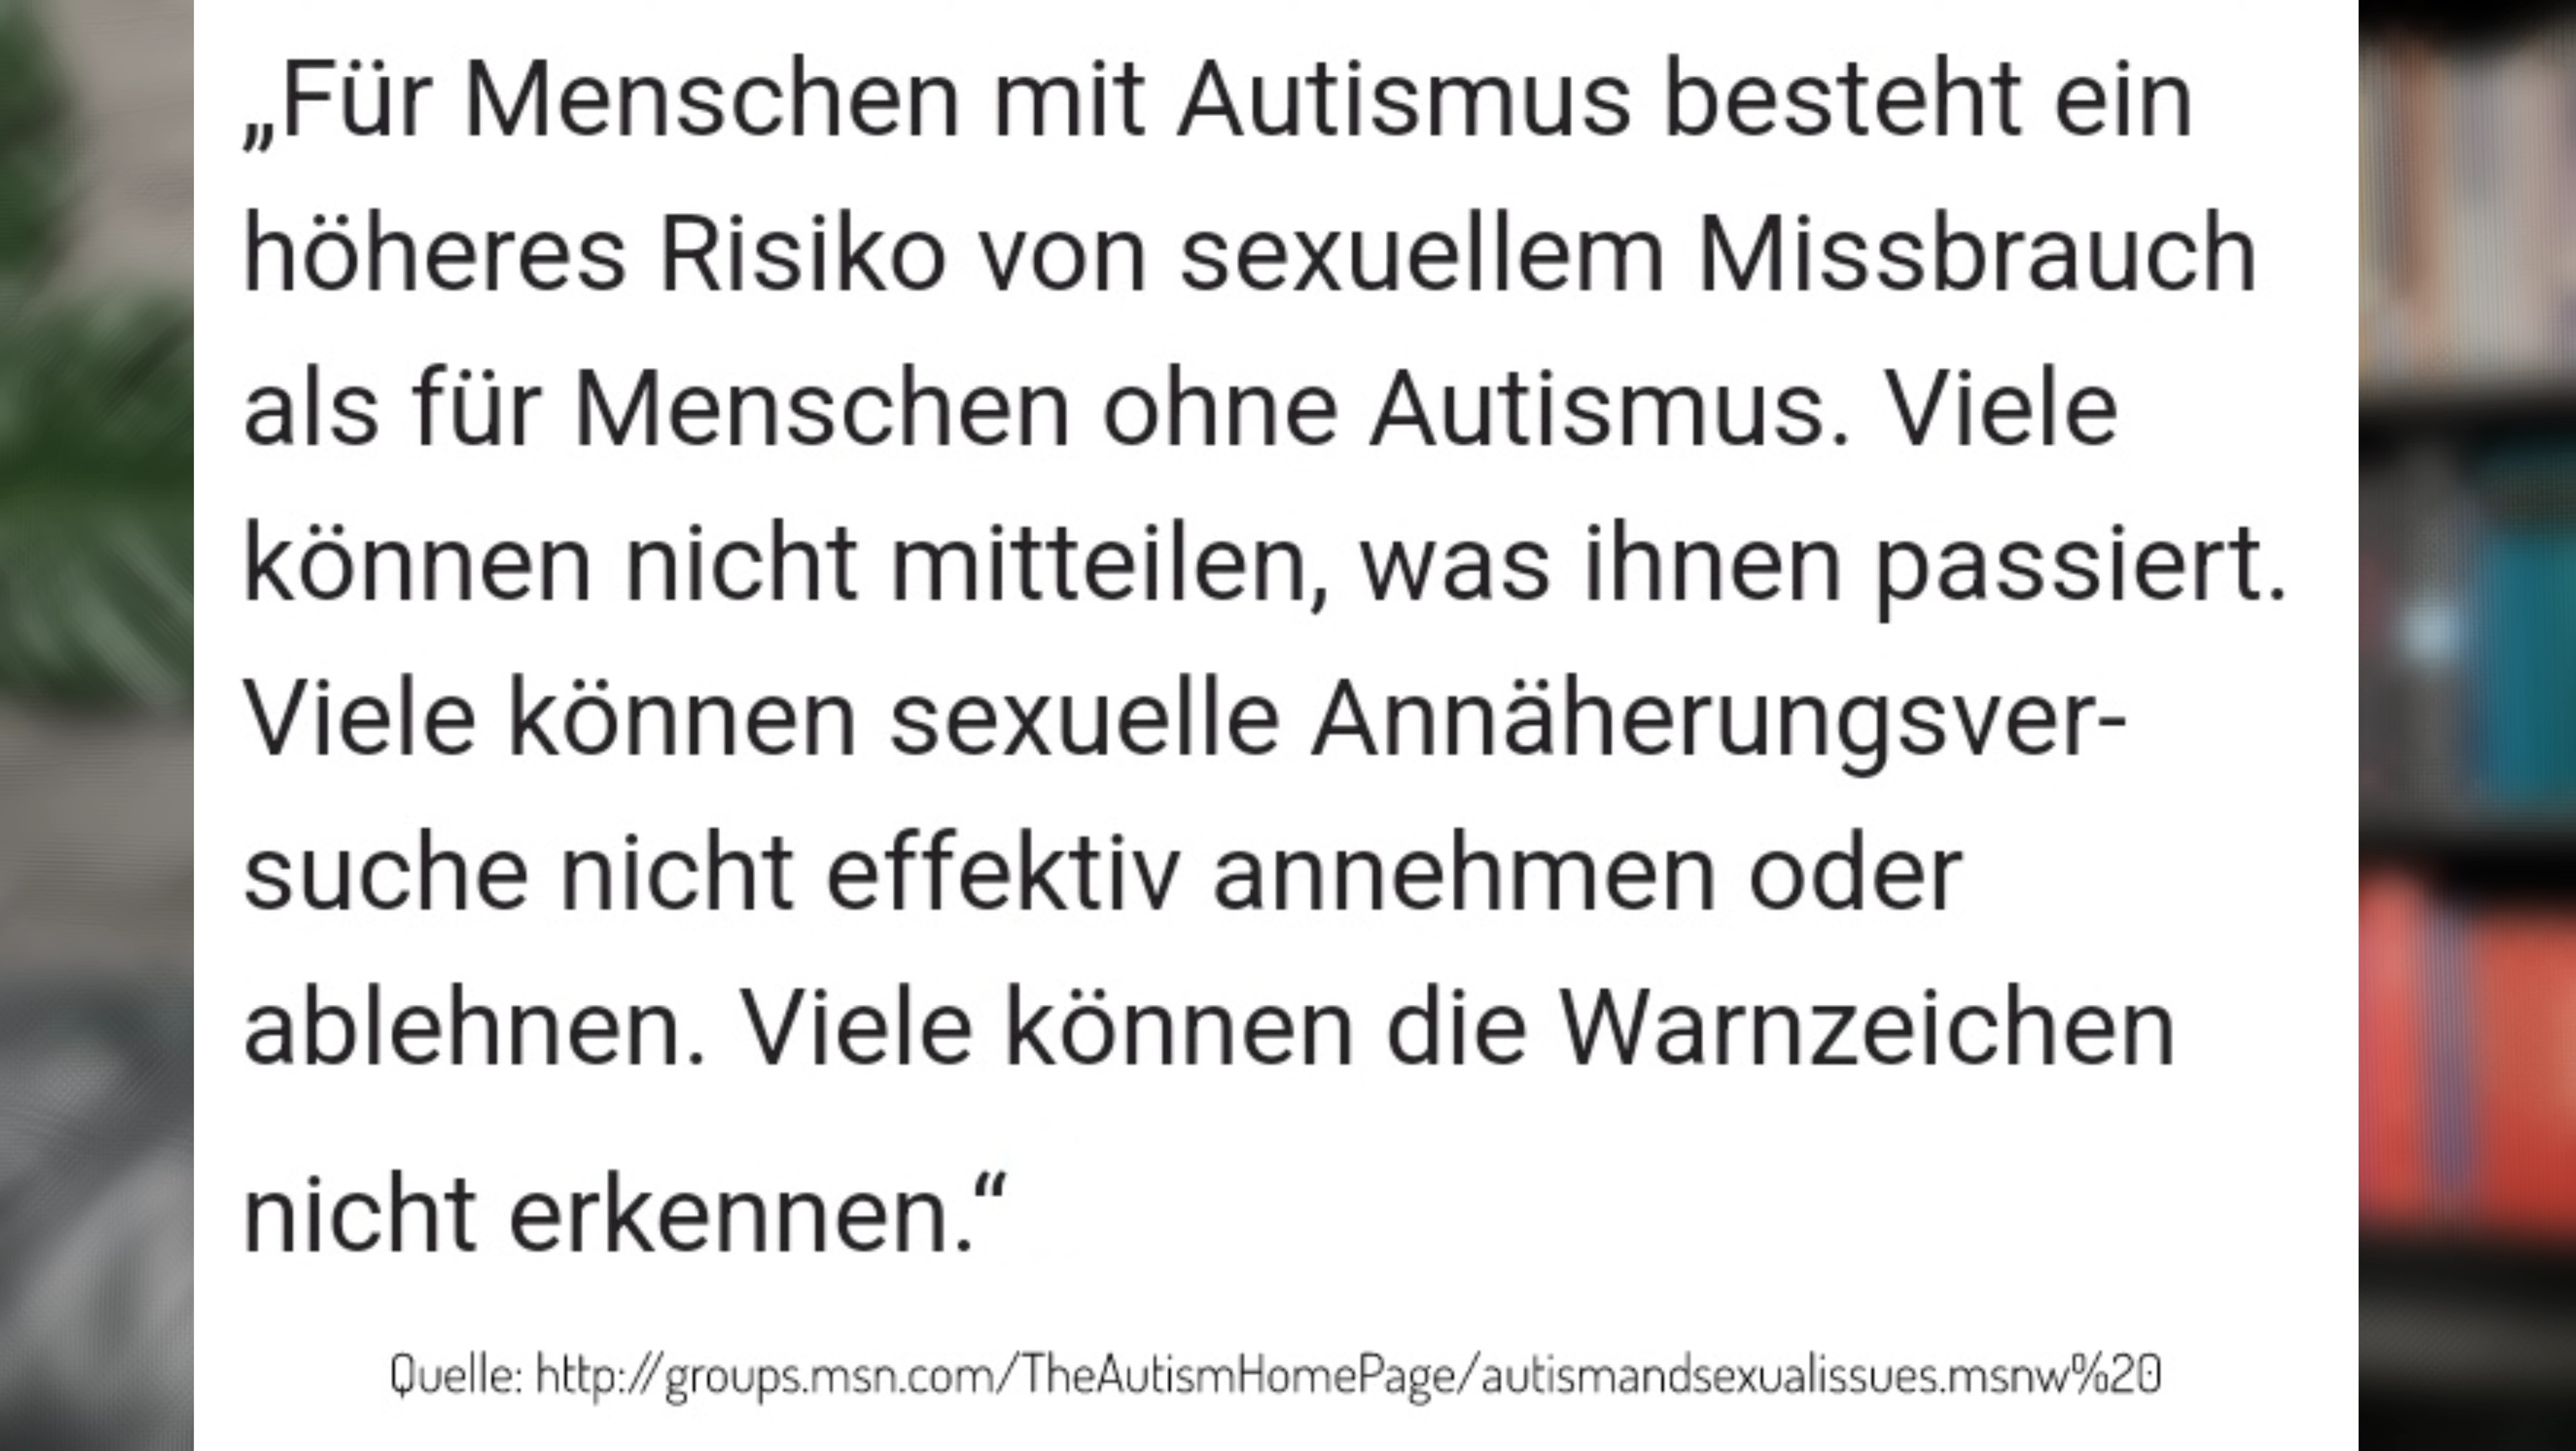 „Für Menschen mit Autismus besteht ein
höheres Risiko von sexuellem Missbrauch
als für Menschen ohne Autismus. Viele
können nicht mitteilen, was ihnen passiert.
Viele können sexuelle Annäherungsver-
suche nicht effektiv annehmen oder
ablehnen. Viele können die Warnzeichen
nicht erkennen.“
Quelle: http://groups.msn.com/TheAutismHomePage/autismandsexualissues.msnw%20